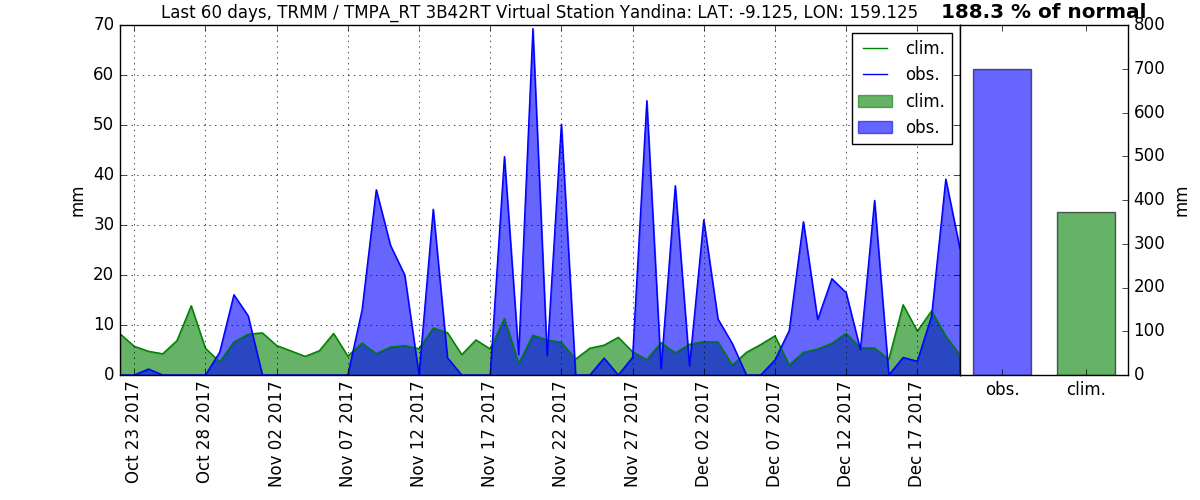 Last 60 days, TRMM / TMPA_RT 3B42RT Virtual Station Yandina: LAT: -9.125, LON: 159.125
188.3 % of normal
clim.
obs.
clim.
obs.
70
60
50
40
30
20
10
0
mm
Oct 23 2017
Oct 28 2017
Nov 02 2017
Nov 07 2017
Nov 12 2017
Nov 17 2017
Nov 22 2017
Nov 27 2017
Dec 02 2017
Dec 07 2017
Dec 12 2017
Dec 17 2017
800
700
600
500
400
300
200
100
0
mm
obs.
clim.